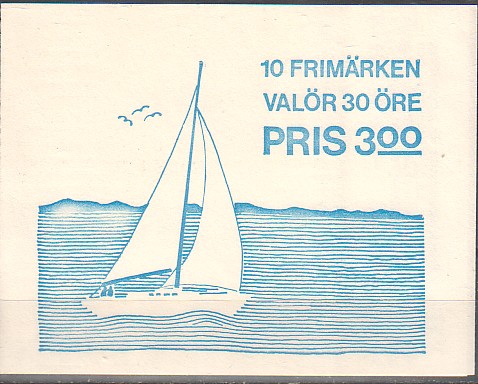 10 FRIMÄRKEN
VALÖR 30 ÖRE
PRIS 300